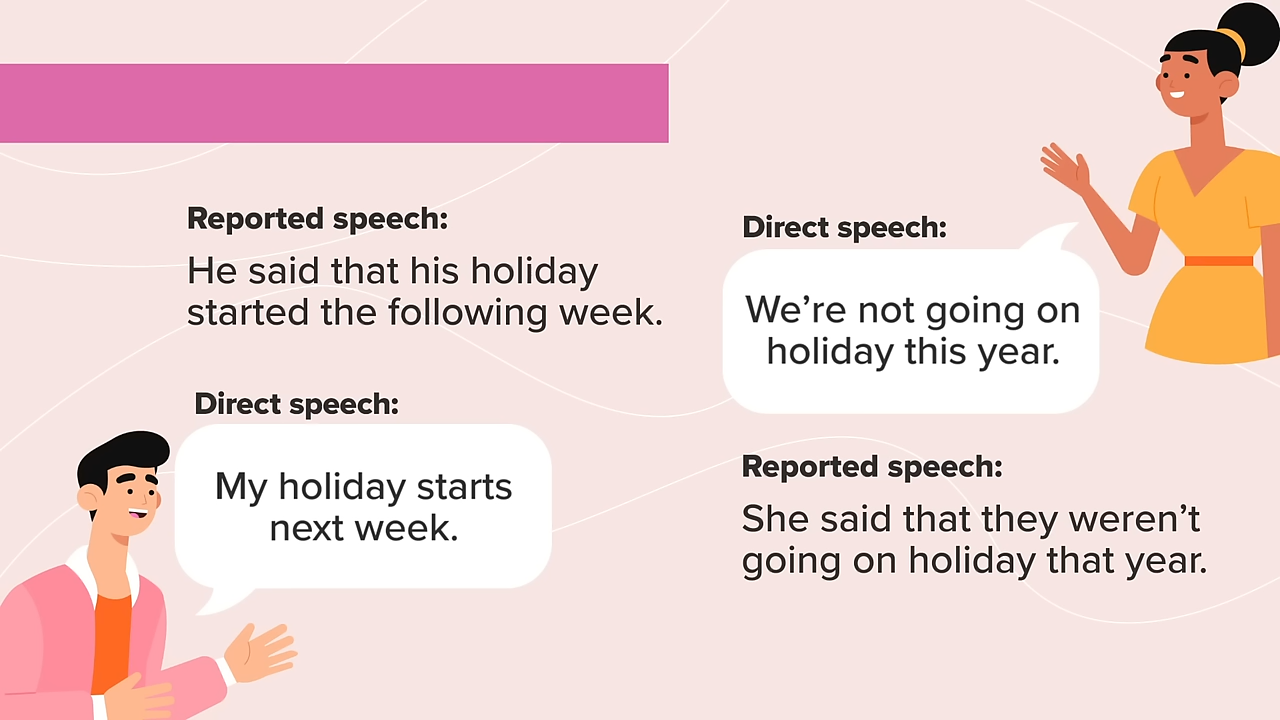 Reported speech:
He said that his holiday
started the following week.
Direct speech:
My holiday starts
next week.
Direct speech:
We’re not going on
holiday this year.
Reported speech:
She said that they weren’t
going on holiday that year.